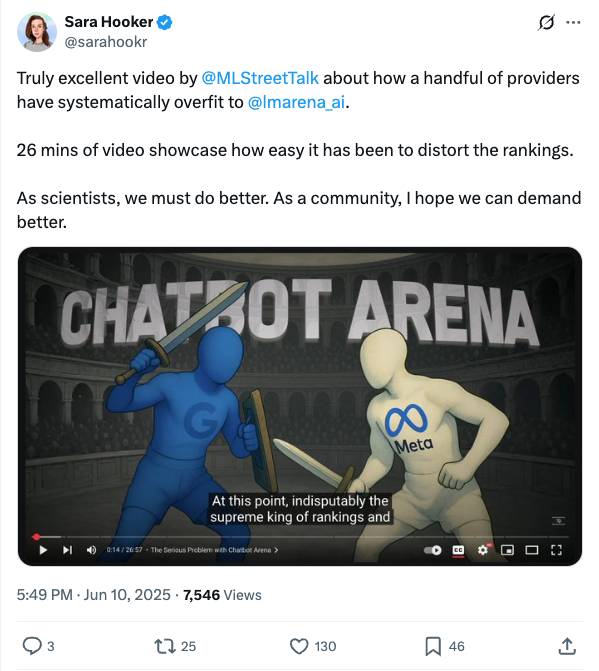 Sara Hooker
@sarahookr
Truly excellent video by @MLStreetTalk about how a handful of providers
have systematically overfit to @lmarena_ai.
26 mins of video showcase how easy it has been to distort the rankings.
As scientists, we must do better. As a community, I hope we can demand
better.
CHATBOT ARENA
G
Meta
At this point, indisputably the
supreme king of rankings and
0:14 / 26:57 · The Serious Problem with Chatbot Arena >
CC
5:49 PM · Jun 10, 2025 · 7,546 Views
3 25 130 46